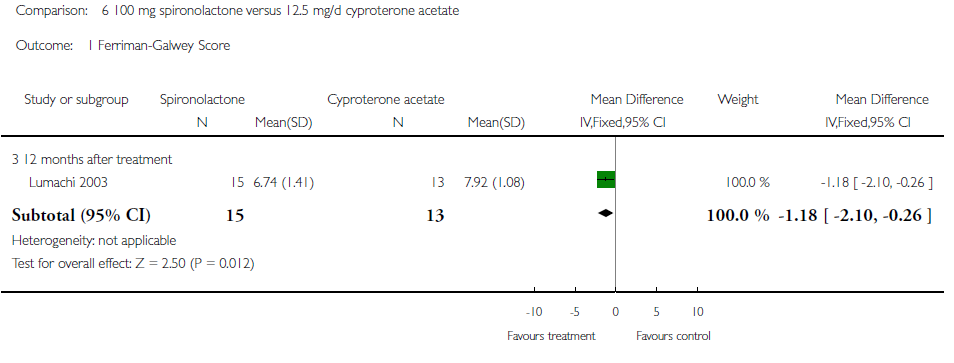 Comparison: 6 100 mg spironolactone versus 12.5 mg/d cyproterone acetate
Outcome: 1 Ferriman-Galwey Score
Study or subgroup Spironolactone Cyproterone acetate Mean Difference Weight Mean Difference
N Mean(SD) N Mean(SD) IV,Fixed,95% CI IV,Fixed,95% CI
3 12 months after treatment
Lumachi 2003 15 6.74 (1.41) 13 7.92 (1.08) 100.0 % -1.18 [ -2.10, -0.26 ]
Subtotal (95% CI) 15 13 100.0 % -1.18 [ -2.10, -0.26 ]
Heterogeneity: not applicable
Test for overall effect: Z = 2.50 (P = 0.012)
-10 -5 0 5 10
Favours treatment Favours control